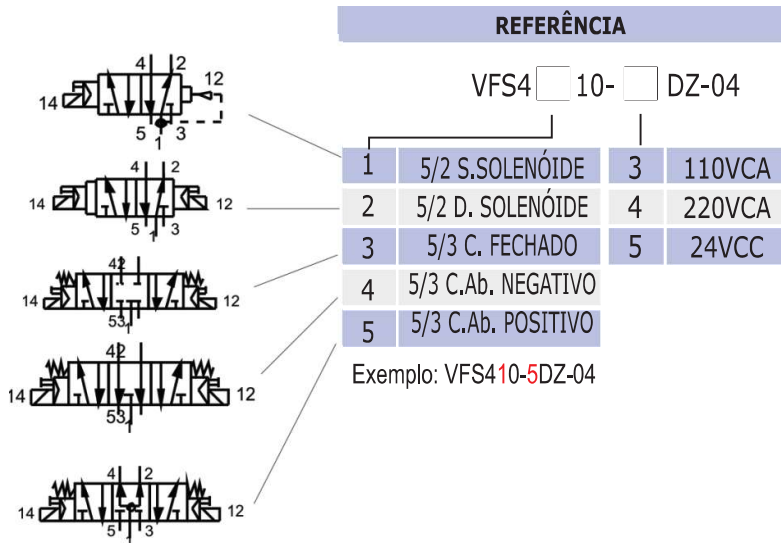 REFERÊNCIA
VFS4 10- DZ-04
1 5/2 S.SOLENÓIDE 3 110VCA
2 5/2 D. SOLENÓIDE 4 220VCA
3 5/3 C. FECHADO 5 24VCC
4 5/3 C.Ab. NEGATIVO
5 5/3 C.Ab. POSITIVO
Exemplo: VFS410-5DZ-04
4 2
12
14
5 3
1
4 2
14 12
5 3
1
42
14 12
53
1
42
14 12
53
1
4 2
14 12
5 3
1